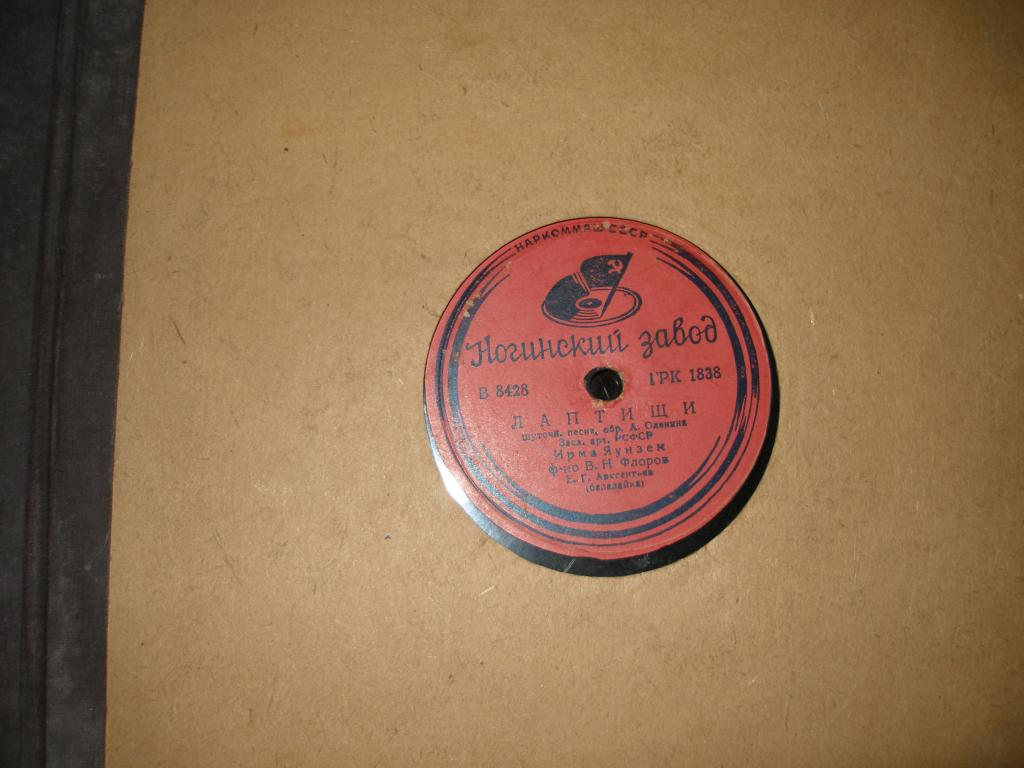 НАРКОММАШ СССР
Ногинский завод
В 8428
ГРК 1838
ЛАПТИЩИ
шуточн. песня, обр. А. Оленина
Засл. арт. РСФСР
Ирма Яунзем
ф-но В. Н. Флоров
Е. Г. Авксентьев
(балалайка)